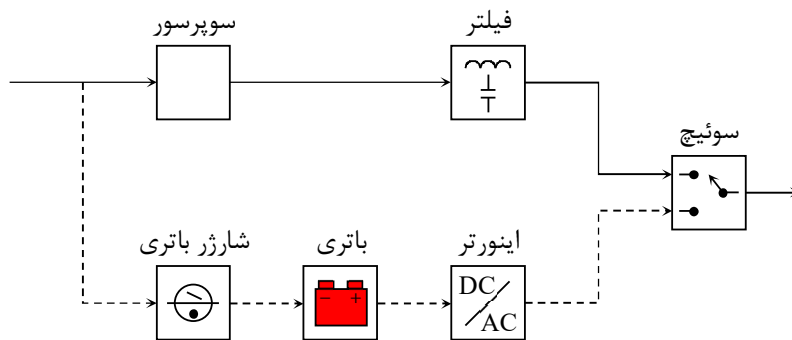 سوپرسور
فیلتر
سوئیچ
شارژر باتری
باتری
اینورتر
− +
DC
AC